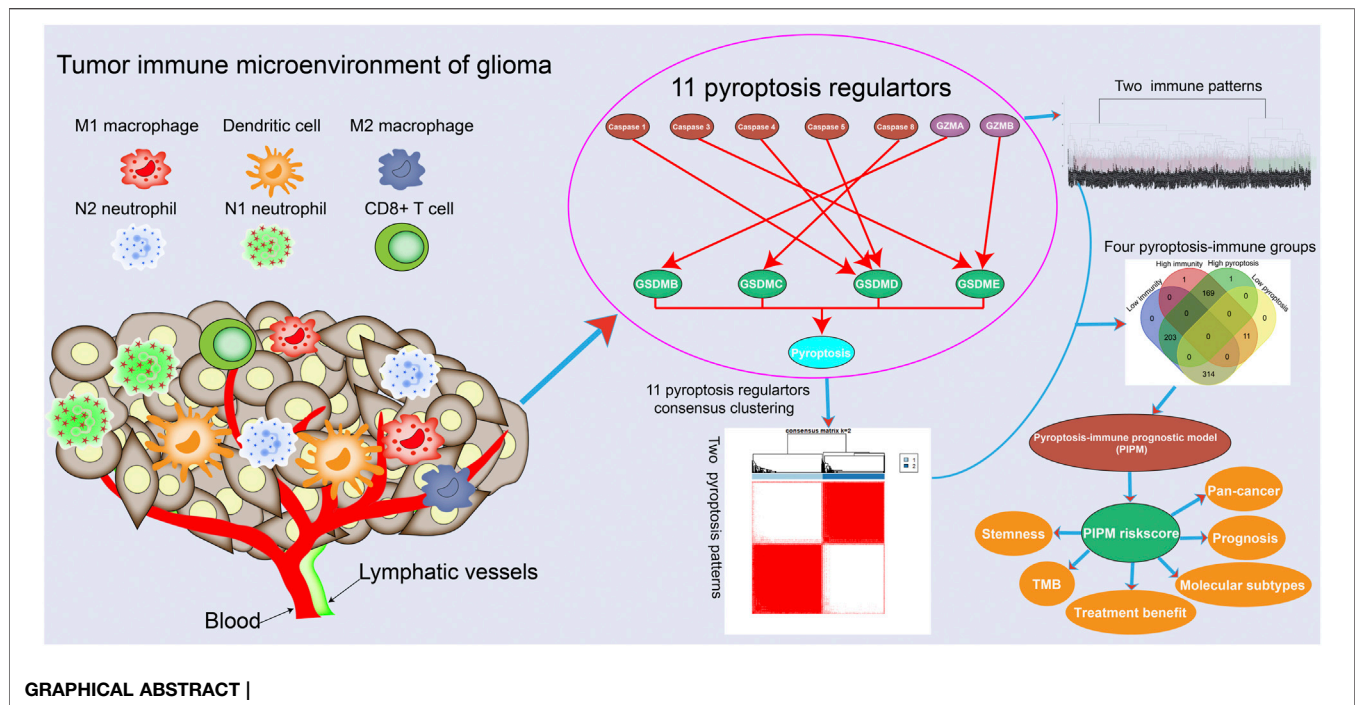 Tumor immune microenvironment of glioma
M1 macrophage
Dendritic cell
M2 macrophage
N2 neutrophil
N1 neutrophil
CD8+ T cell
Lymphatic vessels
Blood
11 pyroptosis regulartors
Caspase 1
Caspase 3
Caspase 4
Caspase 5
Caspase 8
GZMA
GZMB
GSDMB
GSDMC
GSDMD
GSDME
Pyroptosis
11 pyroptosis regulartors
consensus clustering
Two pyroptosis patterns
consensus matrix k=2
1
2
Two immune patterns
Four pyroptosis-immune groups
Low immunity
High immunity
High pyroptosis
Low pyroptosis
1
1
0
169
0
0
0
0
0
203
0
11
0
0
314
Pyroptosis-immune prognostic model
(PIPM)
PIPM riskscore
Pan-cancer
Stemness
Prognosis
TMB
Molecular subtypes
Treatment benefit
GRAPHICAL ABSTRACT |